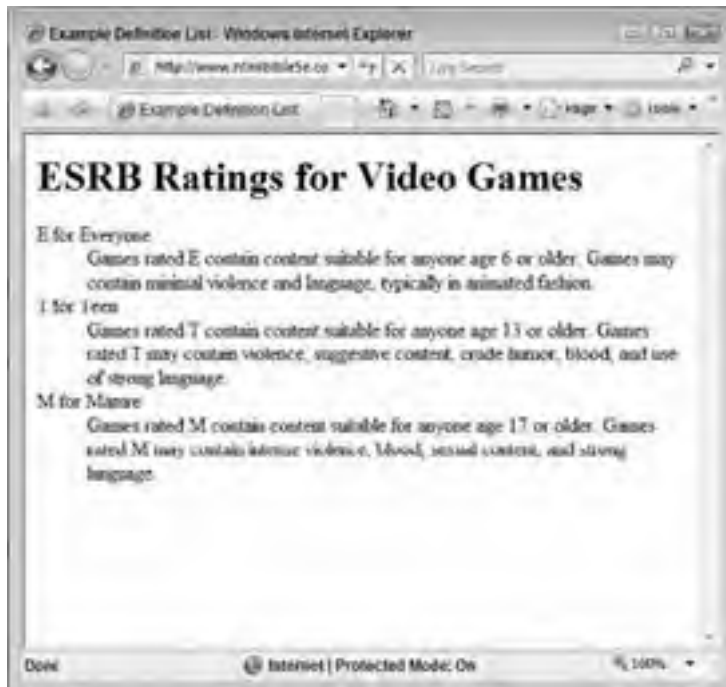 Example Definition List - Windows Internet Explorer
Example Definition List
Page
Tools
ESRB Ratings for Video Games
E for Everyone
Games rated E contain content suitable for anyone age 6 or older. Games may
contain minimal violence and language, typically in animated fashion.
T for Teen
Games rated T contain content suitable for anyone age 13 or older. Games
rated T may contain violence, suggestive content, crude humor, blood, and use
of strong language.
M for Mature
Games rated M contain content suitable for anyone age 17 or older. Games
rated M may contain intense violence, blood, sexual content, and strong
language.
Done
Internet | Protected Mode: On
100%